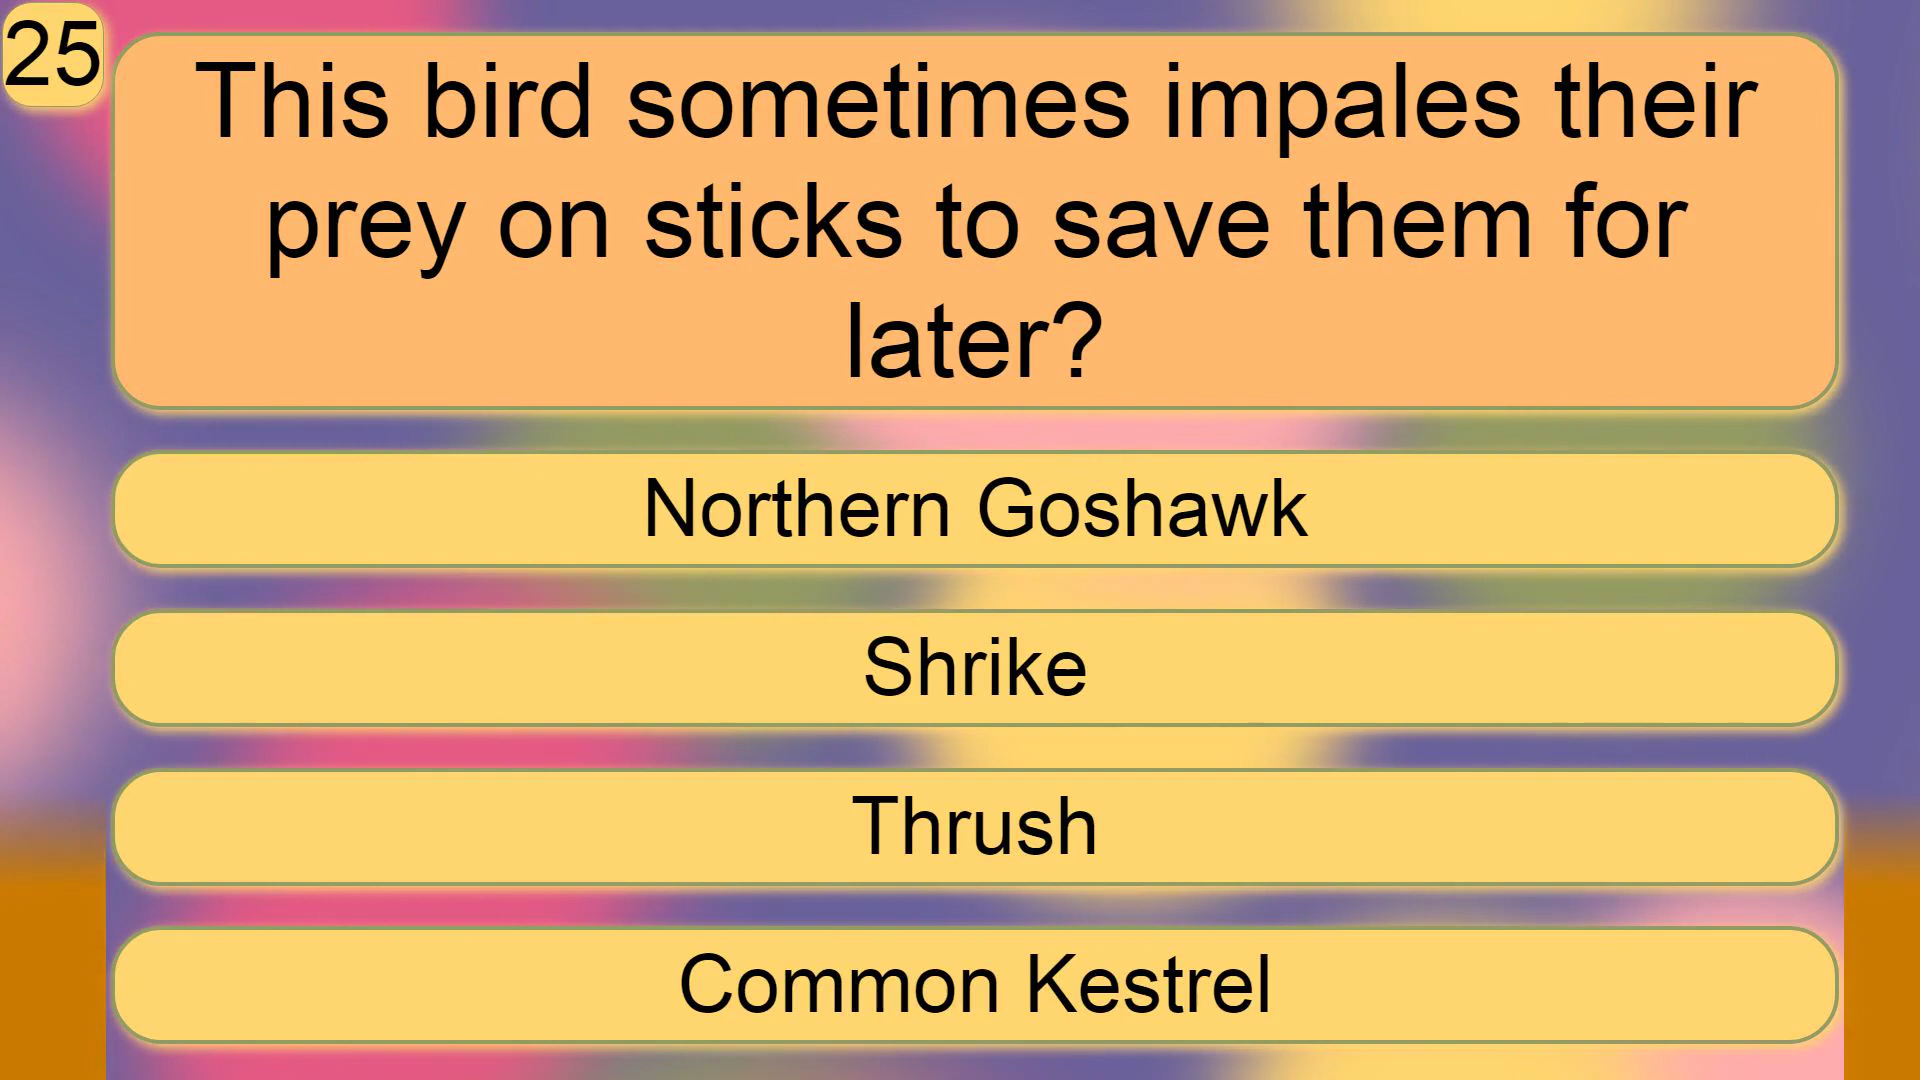 25
This bird sometimes impales their
prey on sticks to save them for
later?
Northern Goshawk
Shrike
Thrush
Common Kestrel